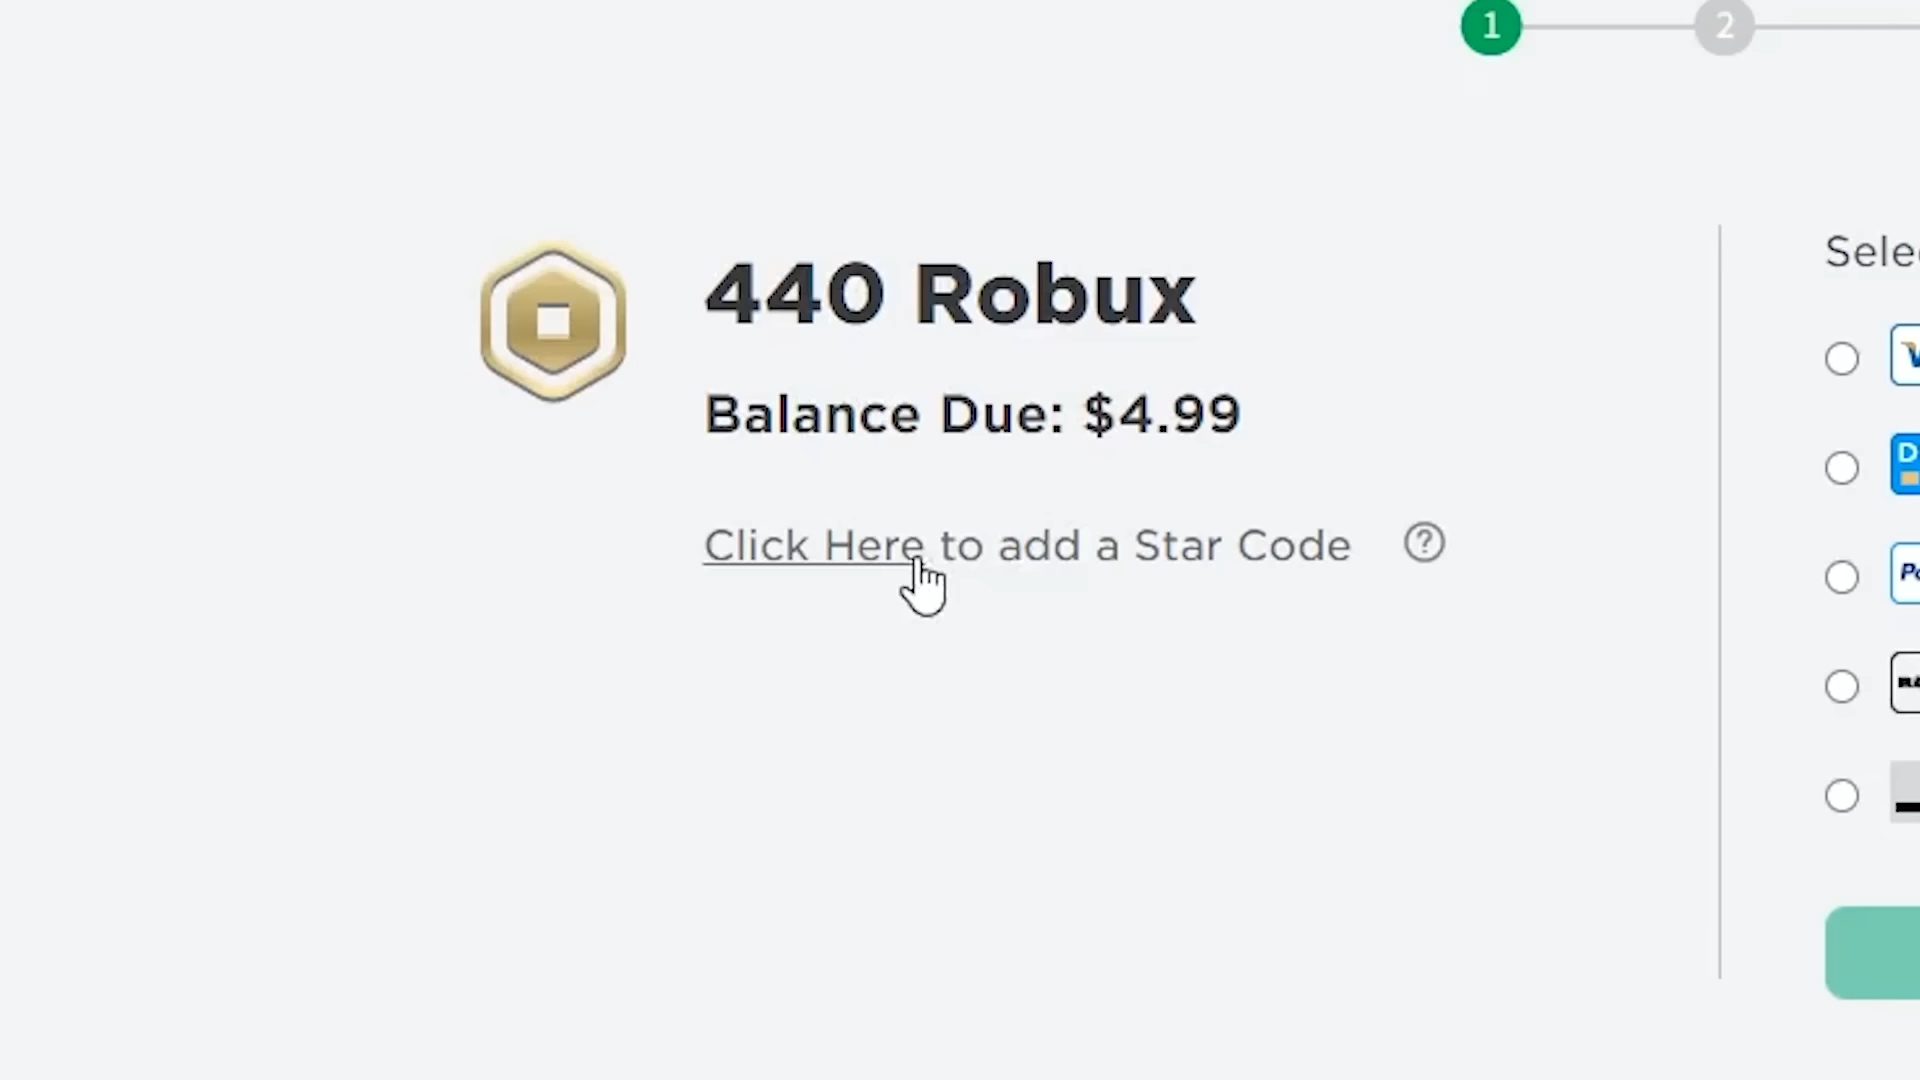 1
2
440 Robux
Balance Due: $4.99
Click Here to add a Star Code
?